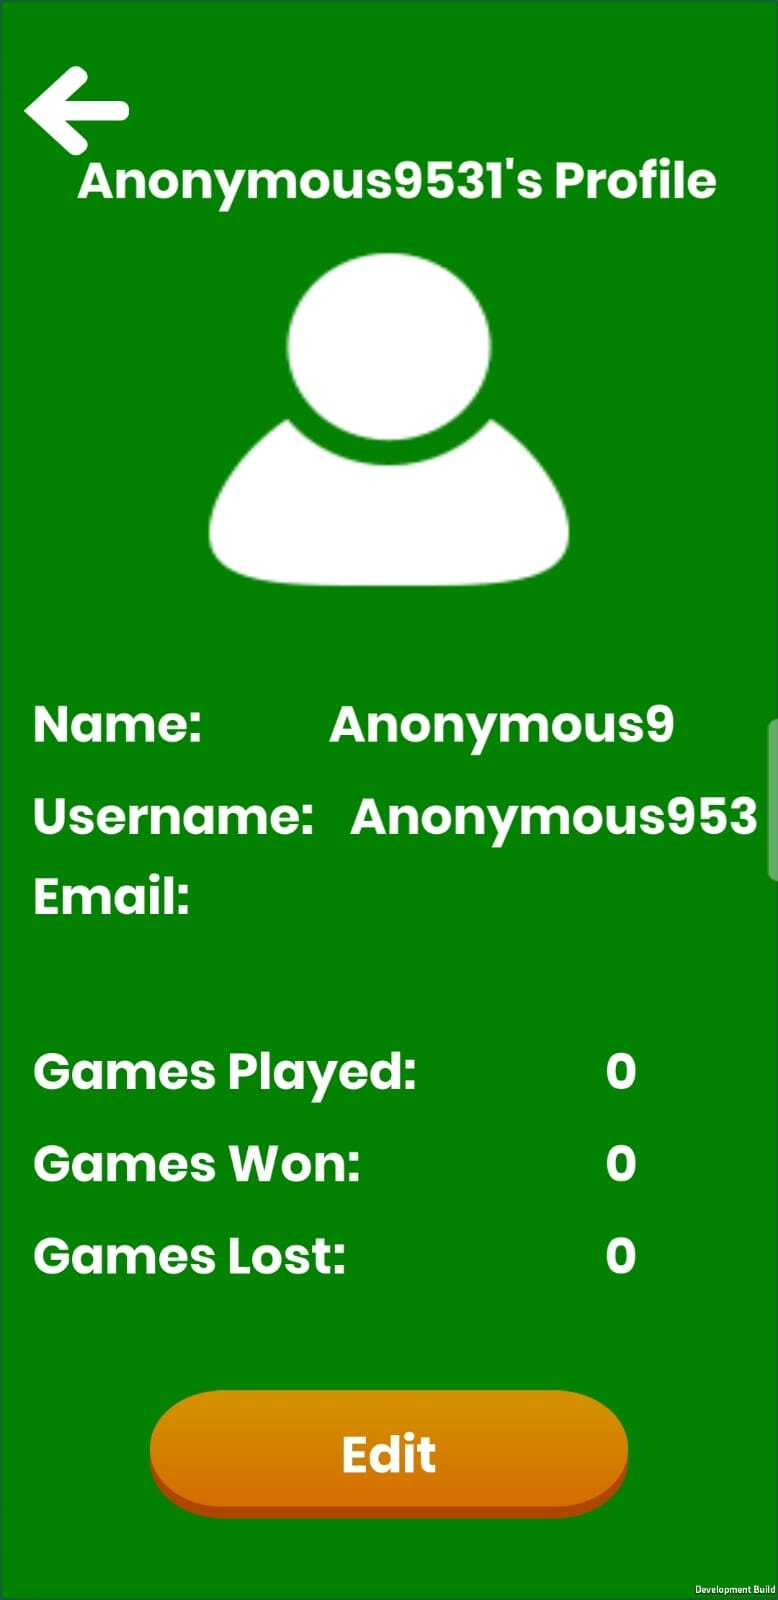 Anonymous9531's Profile
Name: Anonymous9
Username: Anonymous953
Email:
Games Played: 0
Games Won: 0
Games Lost: 0
Edit
Development Build